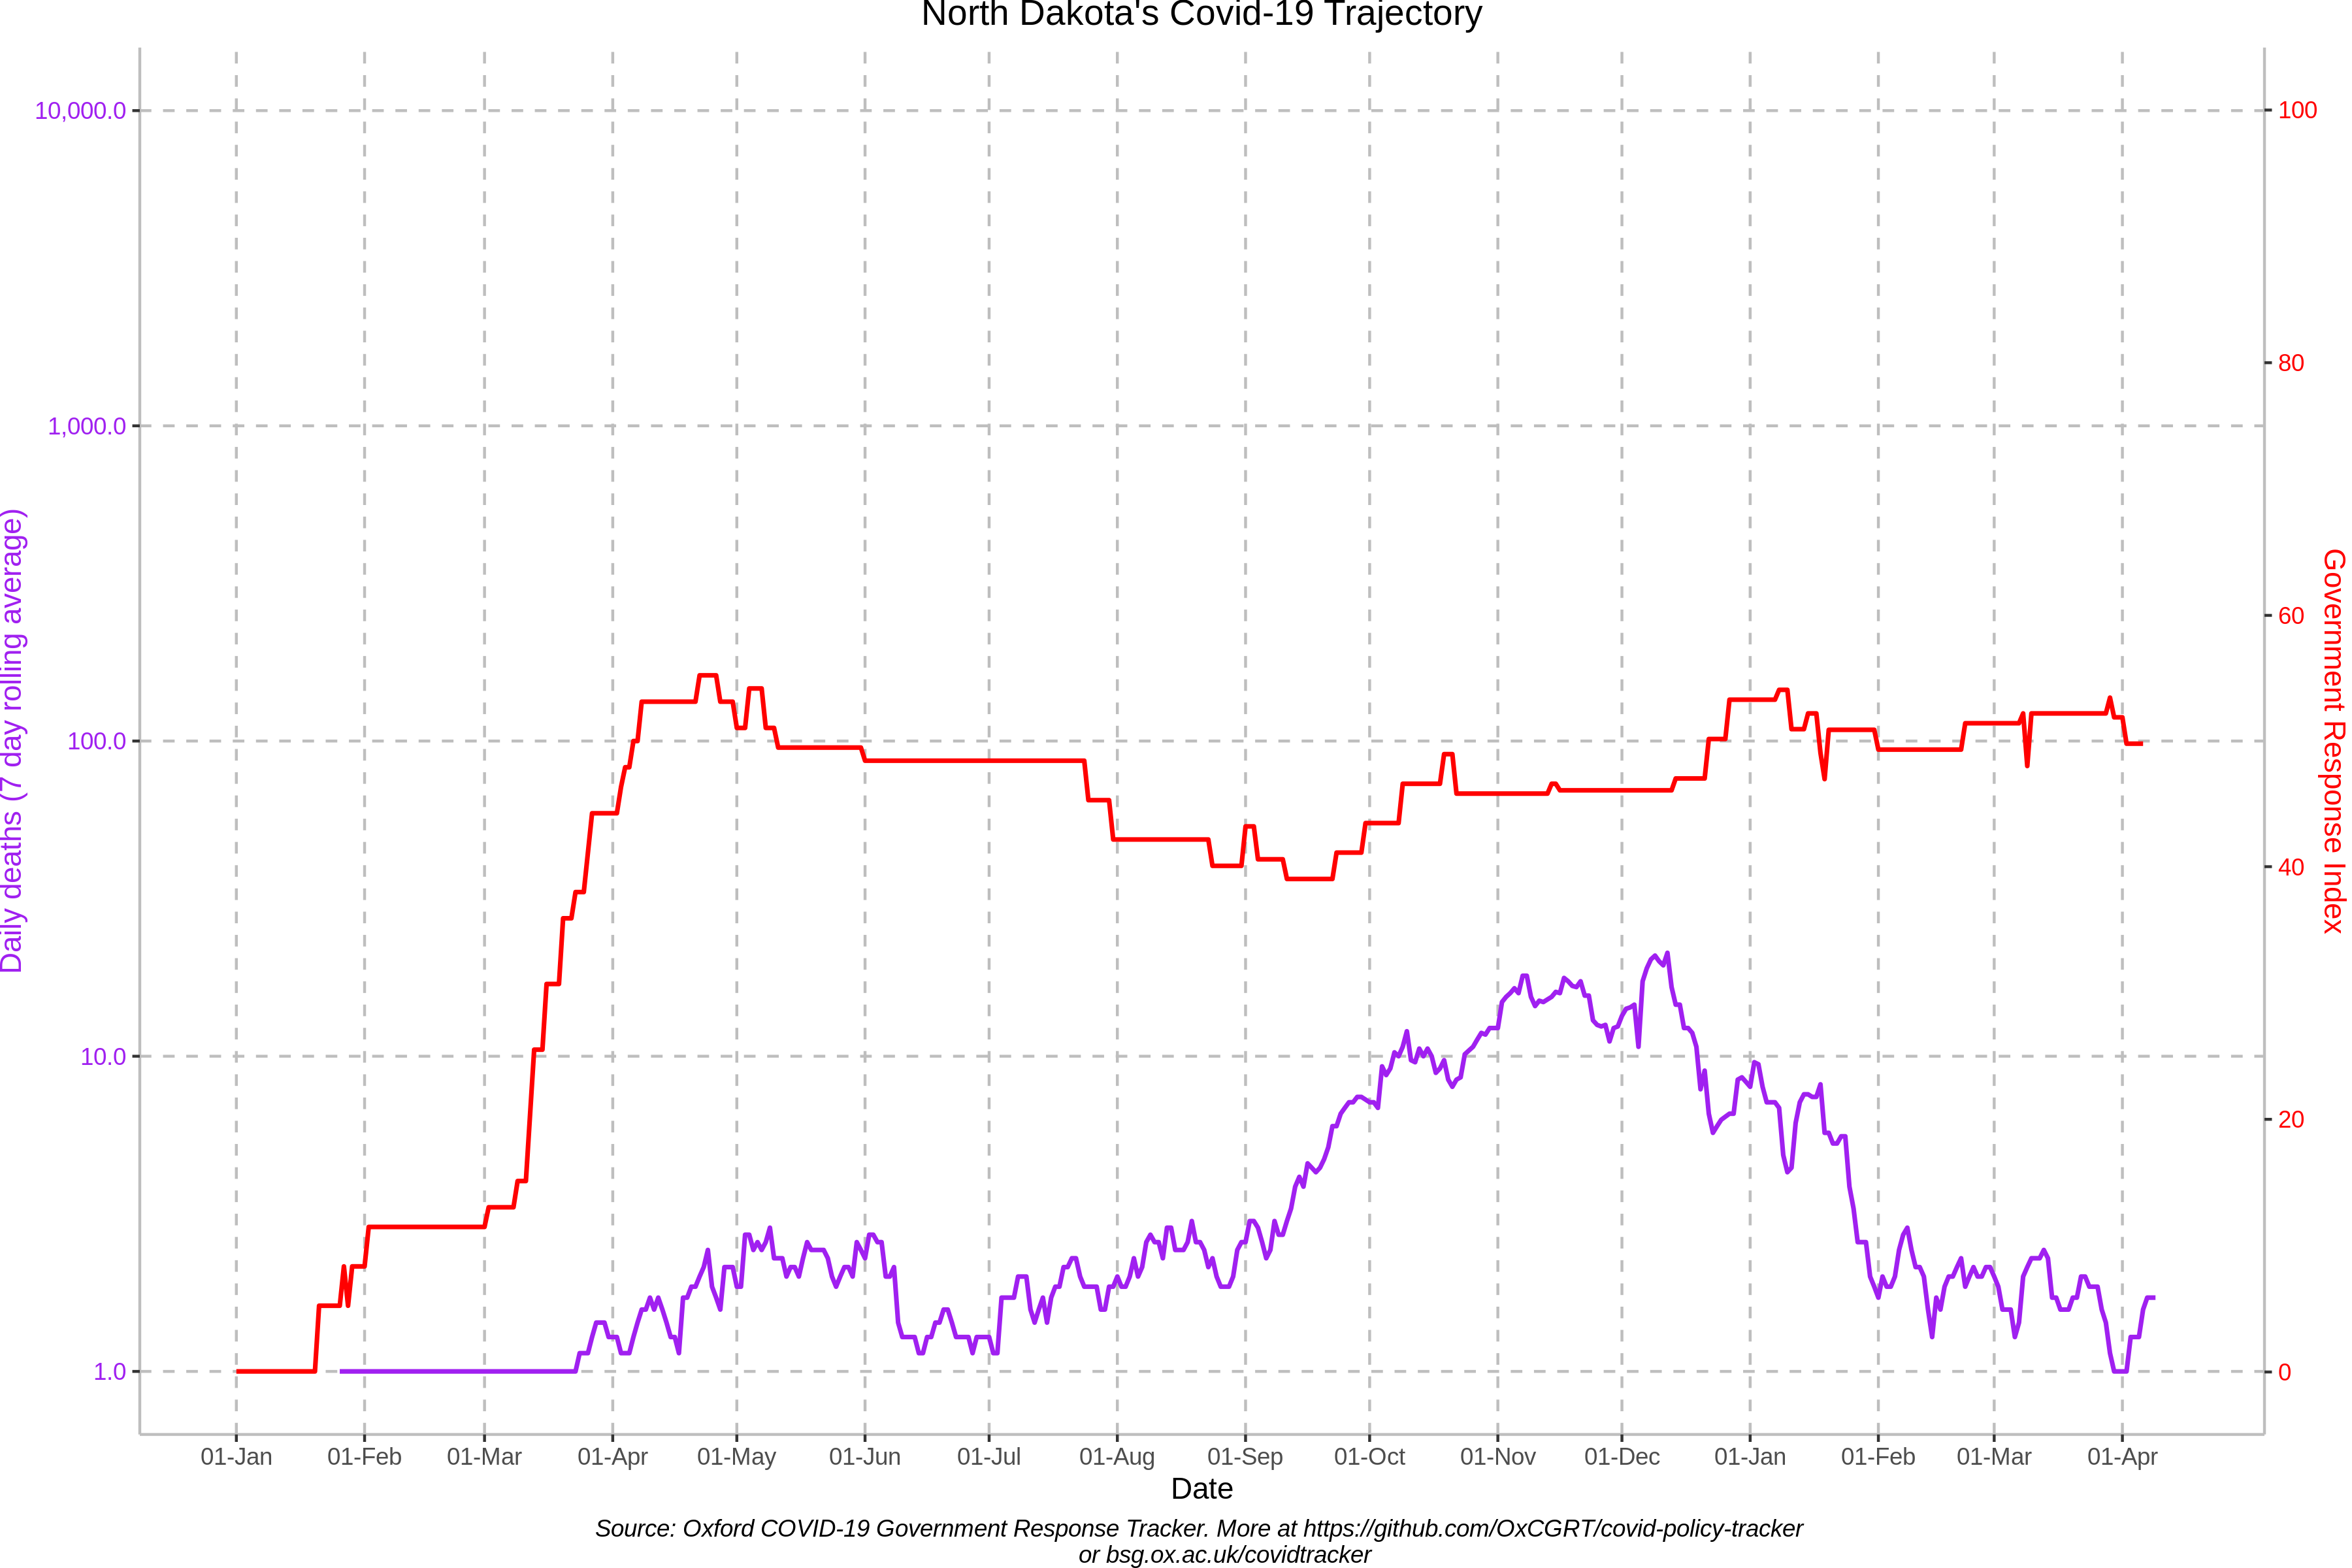 North Dakota's Covid-19 Trajectory
10,000.0
1,000.0
100.0
10.0
1.0
Daily deaths (7 day rolling average)
100
80
60
40
20
0
Government Response Index
01-Jan 01-Feb 01-Mar 01-Apr 01-May 01-Jun 01-Jul 01-Aug 01-Sep 01-Oct 01-Nov 01-Dec 01-Jan 01-Feb 01-Mar 01-Apr
Date
Source: Oxford COVID-19 Government Response Tracker. More at https://github.com/OxCGRT/covid-policy-tracker
or bsg.ox.ac.uk/covidtracker